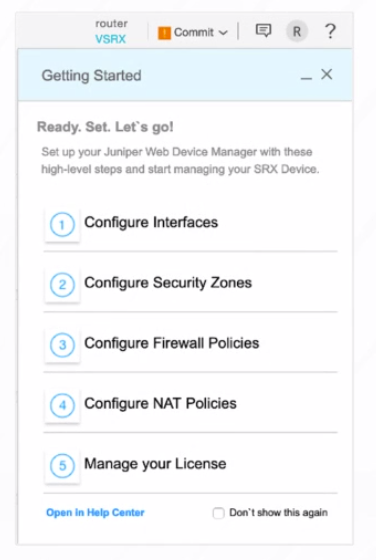 router
VSRX
Commit
R
?
Getting Started
Ready. Set. Let`s go!
Set up your Juniper Web Device Manager with these
high-level steps and start managing your SRX Device.
1 Configure Interfaces
2 Configure Security Zones
3 Configure Firewall Policies
4 Configure NAT Policies
5 Manage your License
Open in Help Center
Don`t show this again